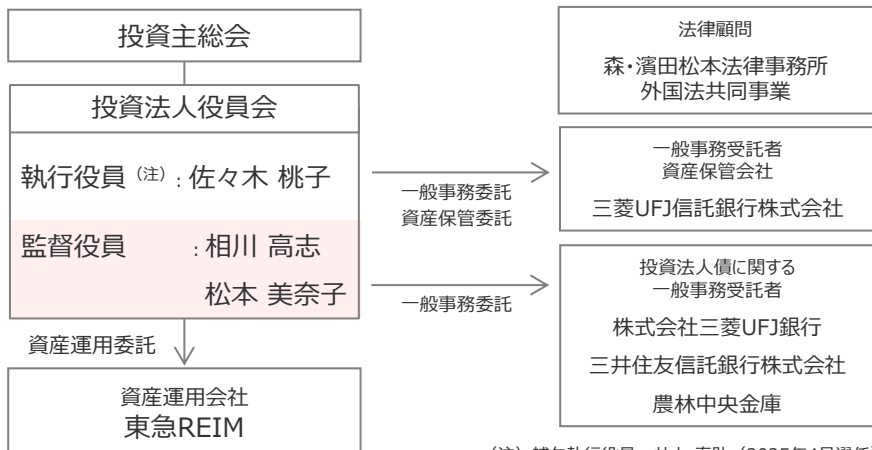 投資主総会
投資法人役員会
執行役員（注）：佐々木 桃子
監督役員 ：相川 高志
松本 美奈子
資産運用委託
資産運用会社
東急REIM
一般事務委託
資産保管委託
一般事務委託
法律顧問
森・濱田松本法律事務所
外国法共同事業
一般事務受託者
資産保管会社
三菱UFJ信託銀行株式会社
投資法人債に関する
一般事務受託者
株式会社三菱UFJ銀行
三井住友信託銀行株式会社
農林中央金庫